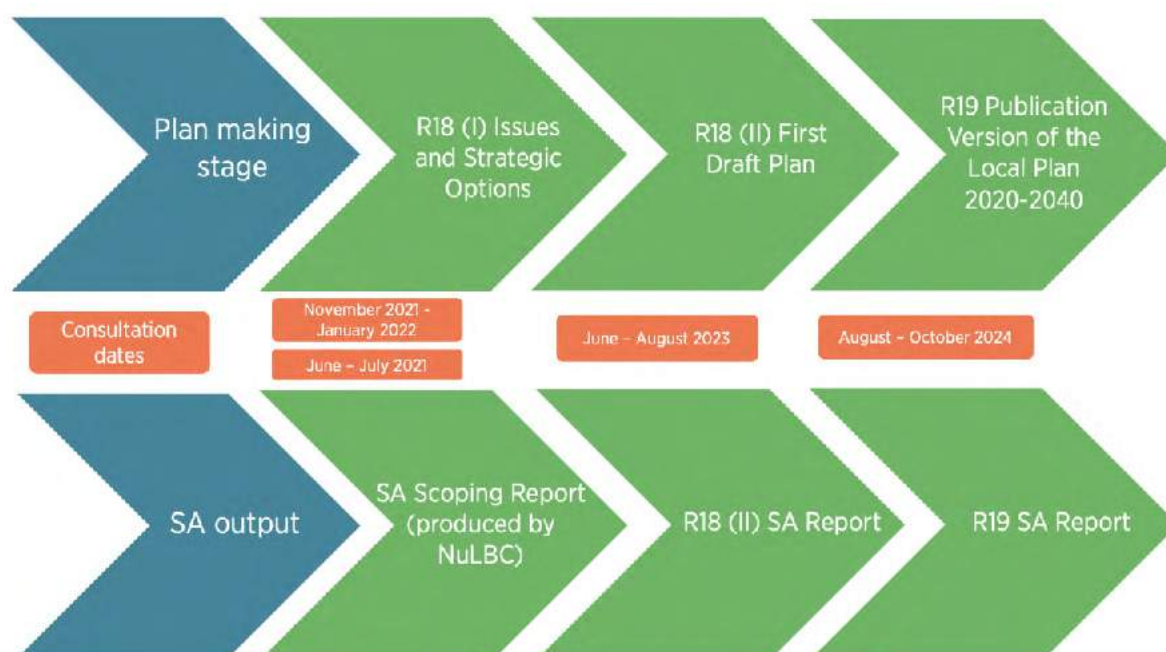 Plan making
stage
R18 (I) Issues
and Strategic
Options
R18 (II) First
Draft Plan
R19 Publication
Version of the
Local Plan
2020-2040
Consultation
dates
November 2021 -
January 2022
June – July 2021
June – August 2023
August – October 2024
SA output
SA Scoping Report
(produced by
NuLBC)
R18 (II) SA Report
R19 SA Report